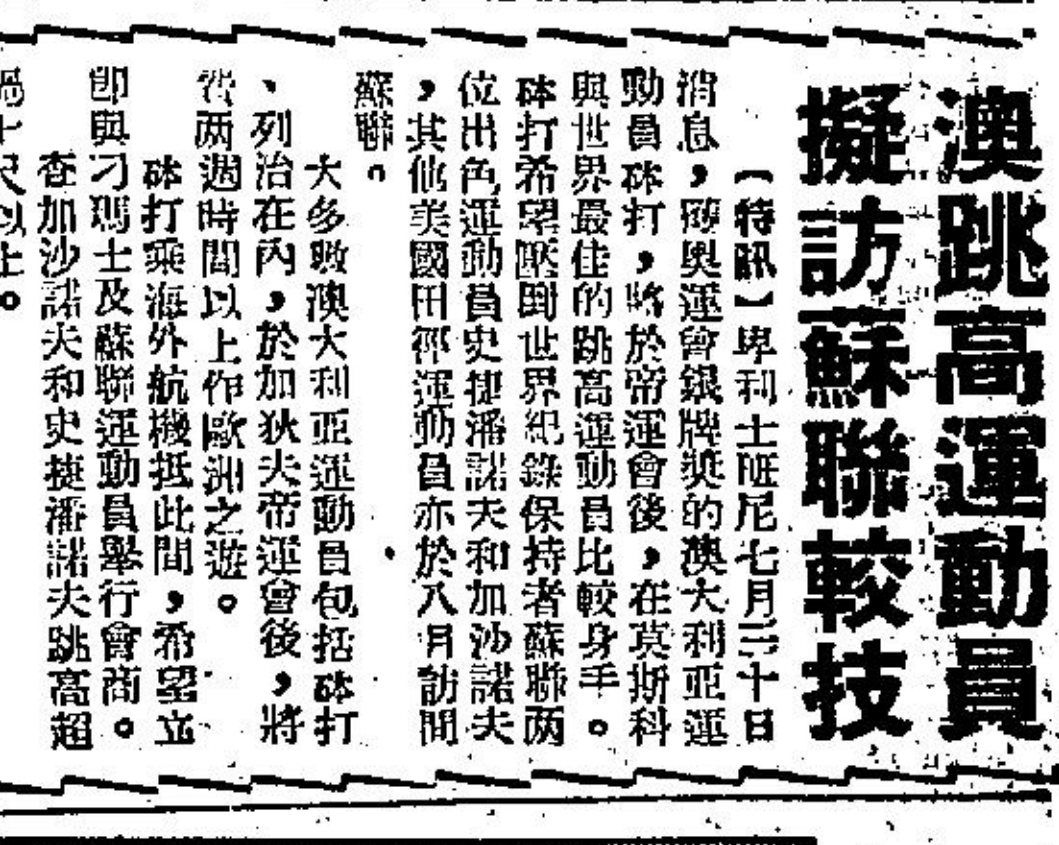 澳跳高運動員
擬訪蘇聯較技
(特訊)卑利士班尼七月三十日
消息,獲奧運會銀牌獎的澳大利亞運
動員砵打,將於帝運會後,在莫斯科
與世界最佳的跳高運動員比較身手。
砵打希望壓倒世界紀錄保持者蘇聯两
位出色運動員史捷潘諾夫和加沙諾夫
,其他美國田徑運動員亦於八月訪問
蘇聯。
大多數澳大利亞運動員包括砵打
、列治在內,於加狄夫帝運會後,將
費两週時間以上作歐洲之遊。
砵打乘海外航機抵此間,希望立
即與刁瑪士及蘇聯運動員舉行會商。
查加沙諾夫和史捷潘諾夫跳高超
過七尺以上。